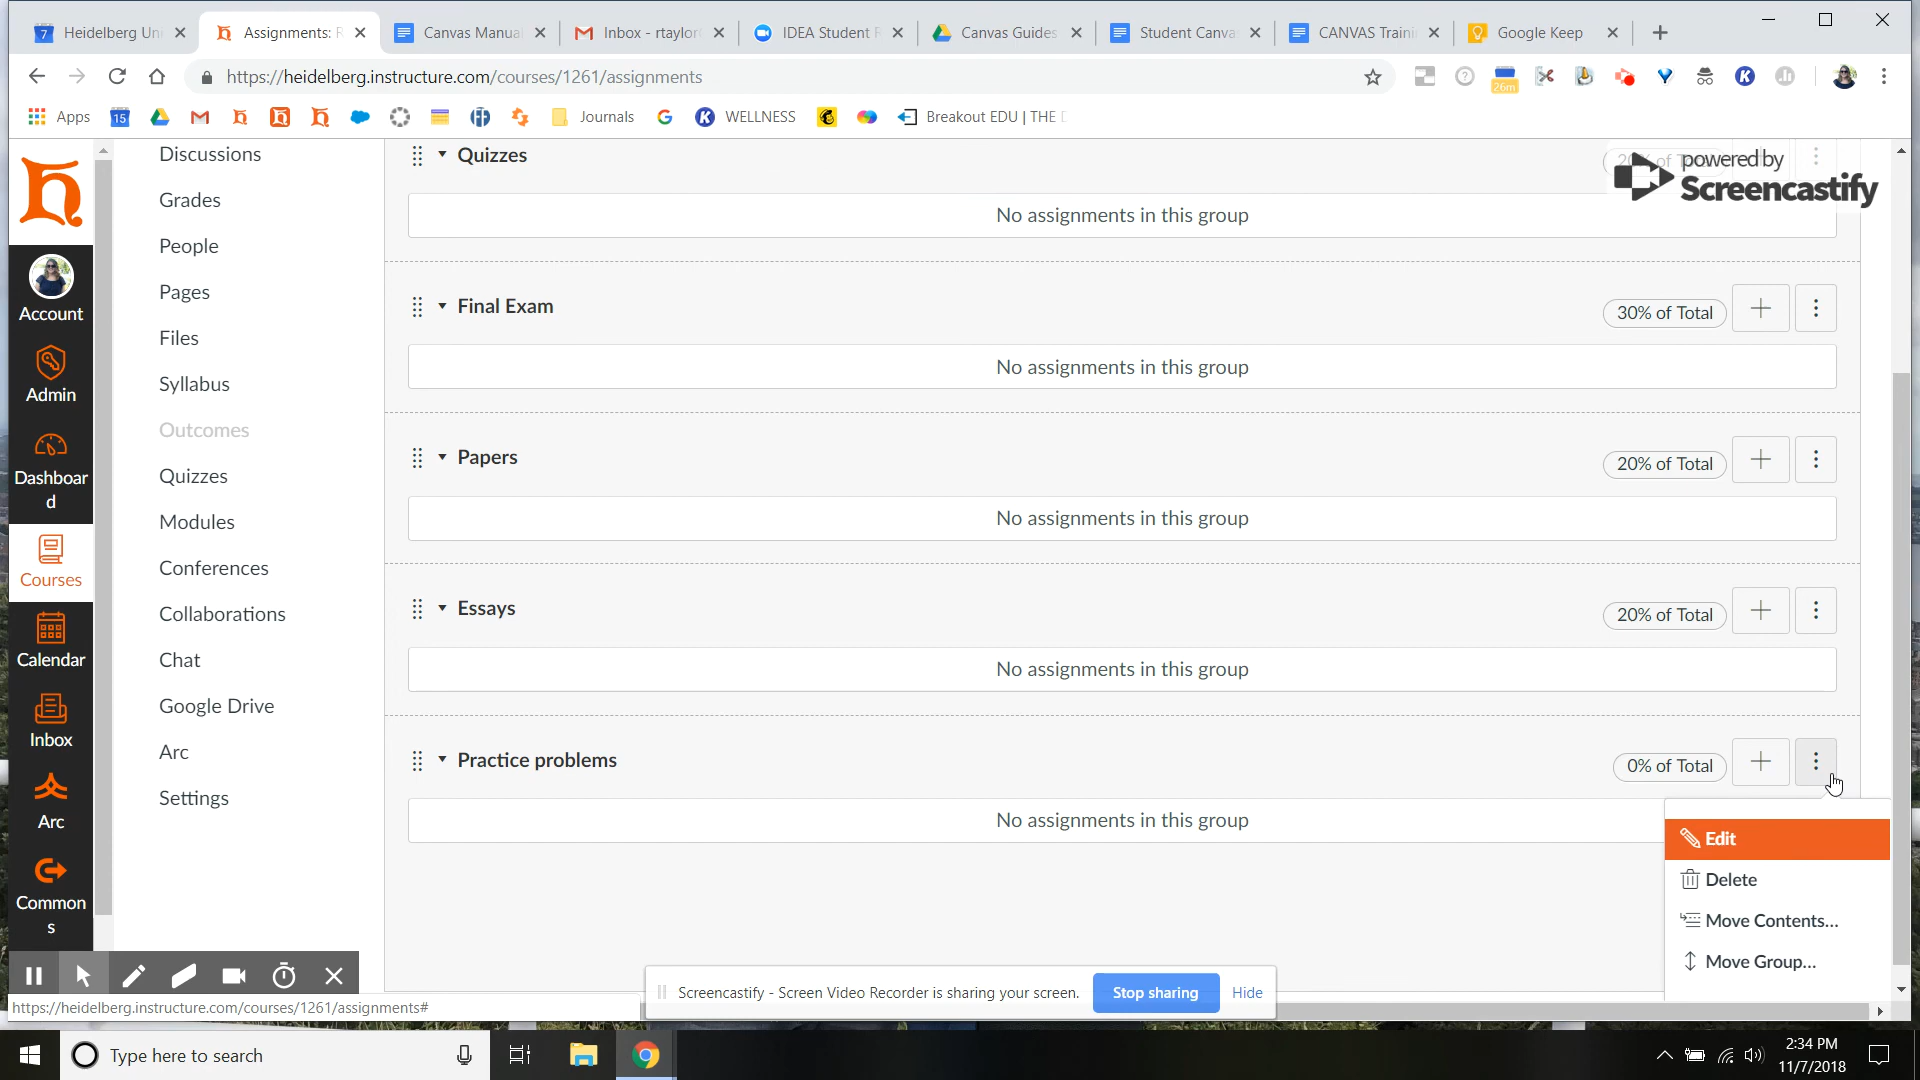 Heidelberg Un
Assignments: R
Canvas Manua
Inbox - rtaylor
IDEA Student R
Canvas Guides
Student Canva
CANVAS Traini
Google Keep
https://heidelberg.instructure.com/courses/1261/assignments
26m
Apps
15
Journals
WELLNESS
Breakout EDU | THE
Account
Admin
Dashboar
d
Courses
Calendar
Inbox
Arc
Common
s
Discussions
Grades
People
Pages
Files
Syllabus
Outcomes
Quizzes
Modules
Conferences
Collaborations
Chat
Google Drive
Arc
Settings
Quizzes
powered by
Screencastify
No assignments in this group
Final Exam
30% of Total
No assignments in this group
Papers
20% of Total
No assignments in this group
Essays
20% of Total
No assignments in this group
Practice problems
0% of Total
No assignments in this group
Edit
Delete
Move Contents...
Move Group...
Screencastify - Screen Video Recorder is sharing your screen.
Stop sharing
Hide
https://heidelberg.instructure.com/courses/1261/assignments#
Type here to search
2:34 PM
11/7/2018